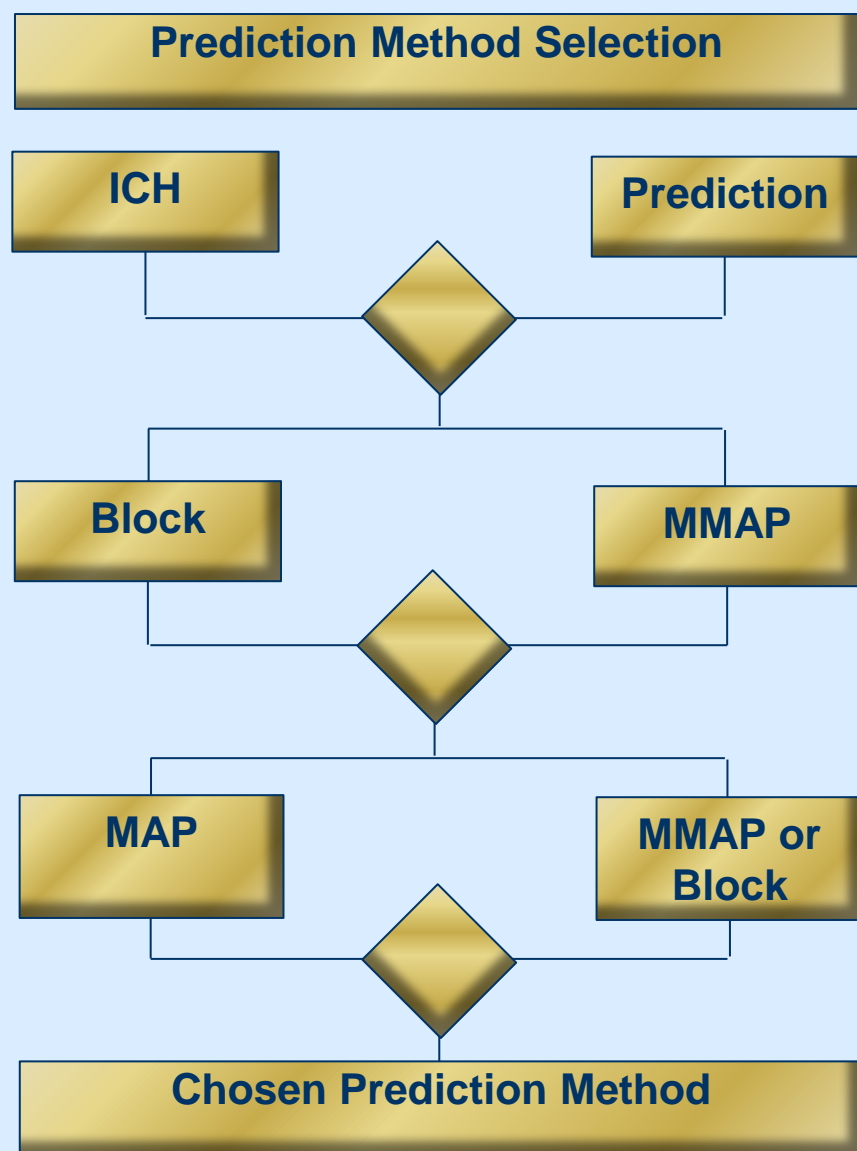 Prediction Method Selection
ICH
Prediction
Block
MMAP
MAP
MMAP or
Block
Chosen Prediction Method